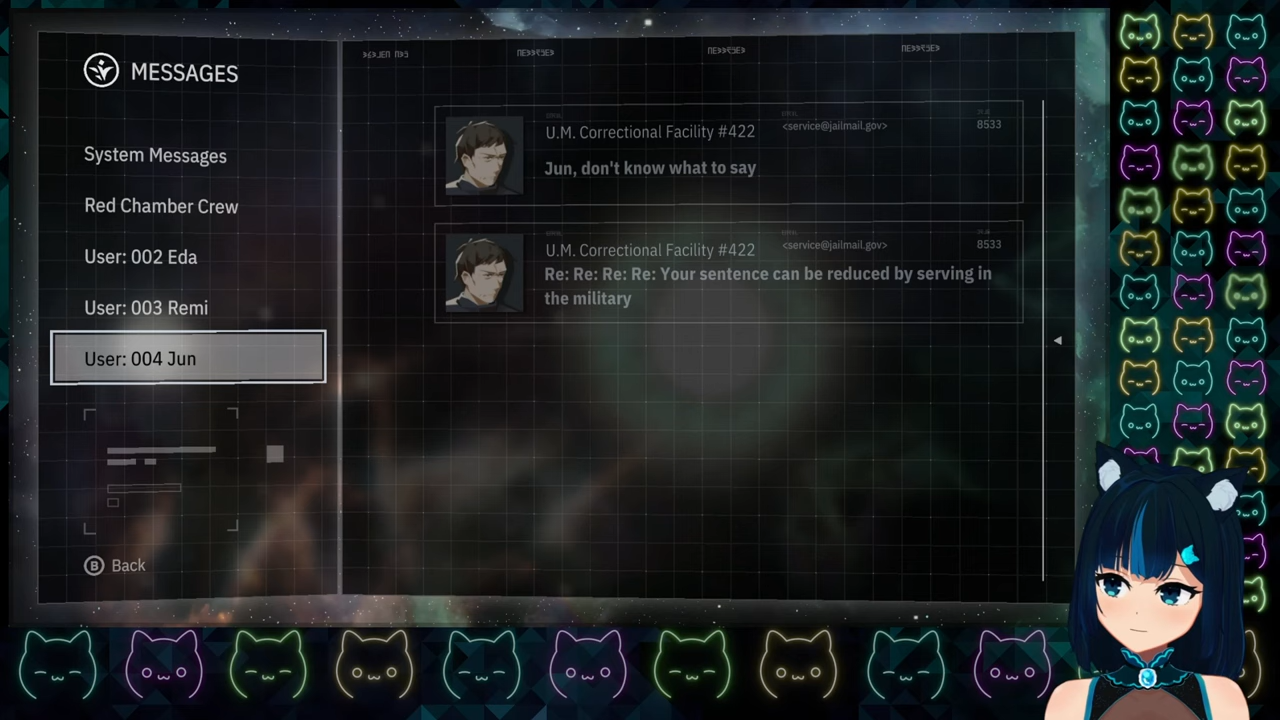 MESSAGES
System Messages
Red Chamber Crew
User: 002 Eda
User: 003 Remi
User: 004 Jun
B Back
U.M. Correctional Facility #422 <service@jailmail.gov> 8533
Jun, don't know what to say
U.M. Correctional Facility #422 <service@jailmail.gov> 8533
Re: Re: Re: Re: Your sentence can be reduced by serving in
the military